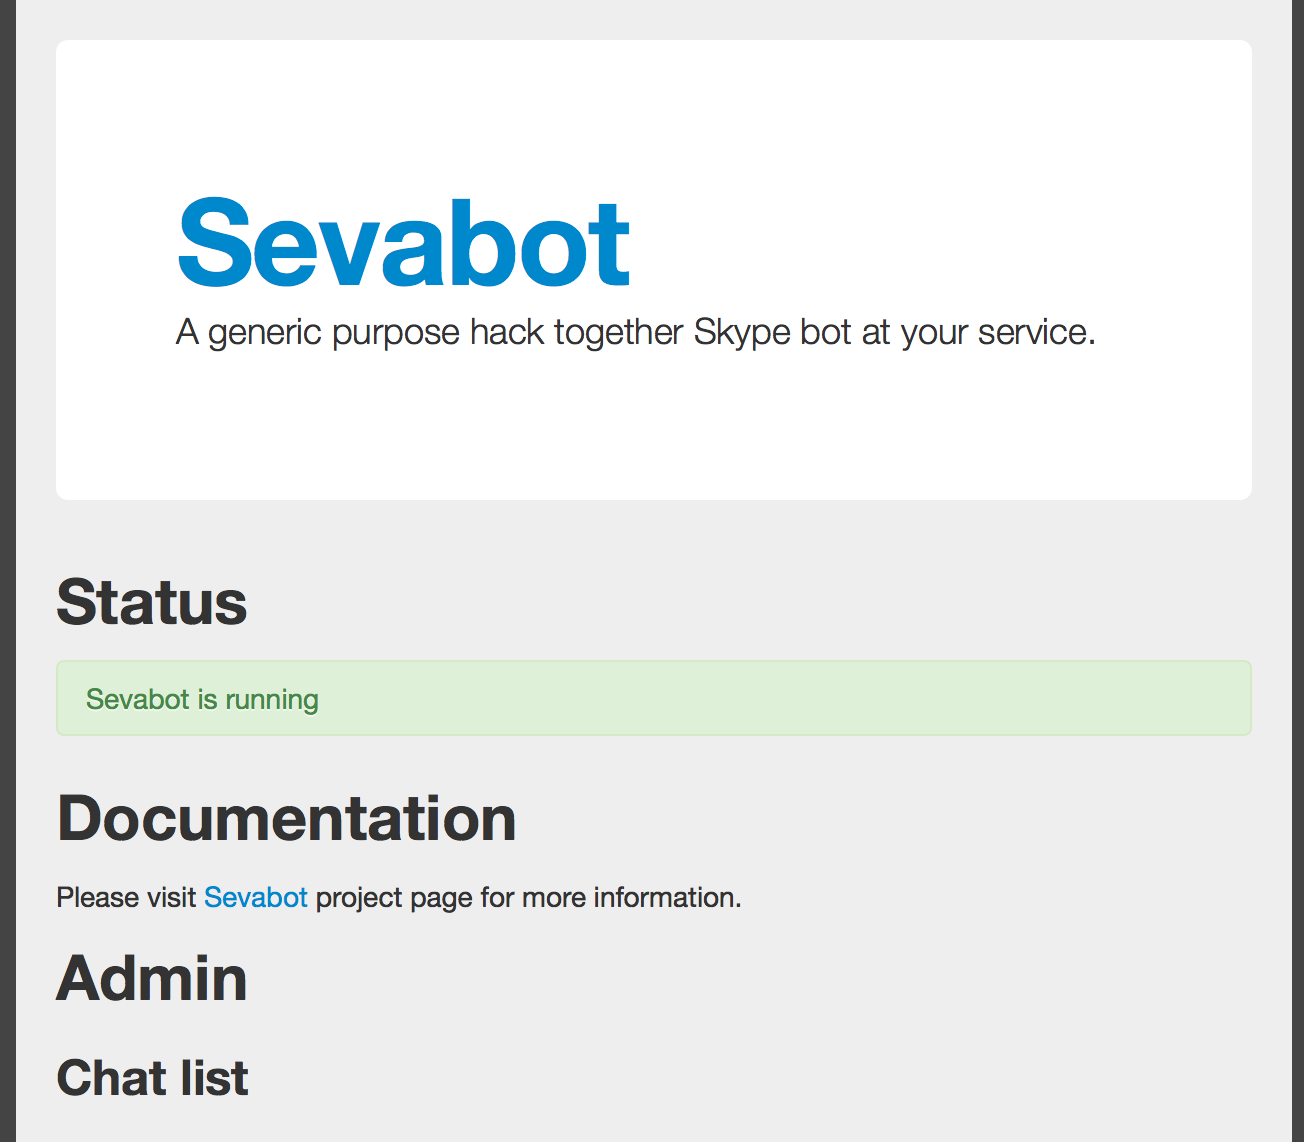 Sevabot
A generic purpose hack together Skype bot at your service.
Status
Sevabot is running
Documentation
Please visit Sevabot project page for more information.
Admin
Chat list